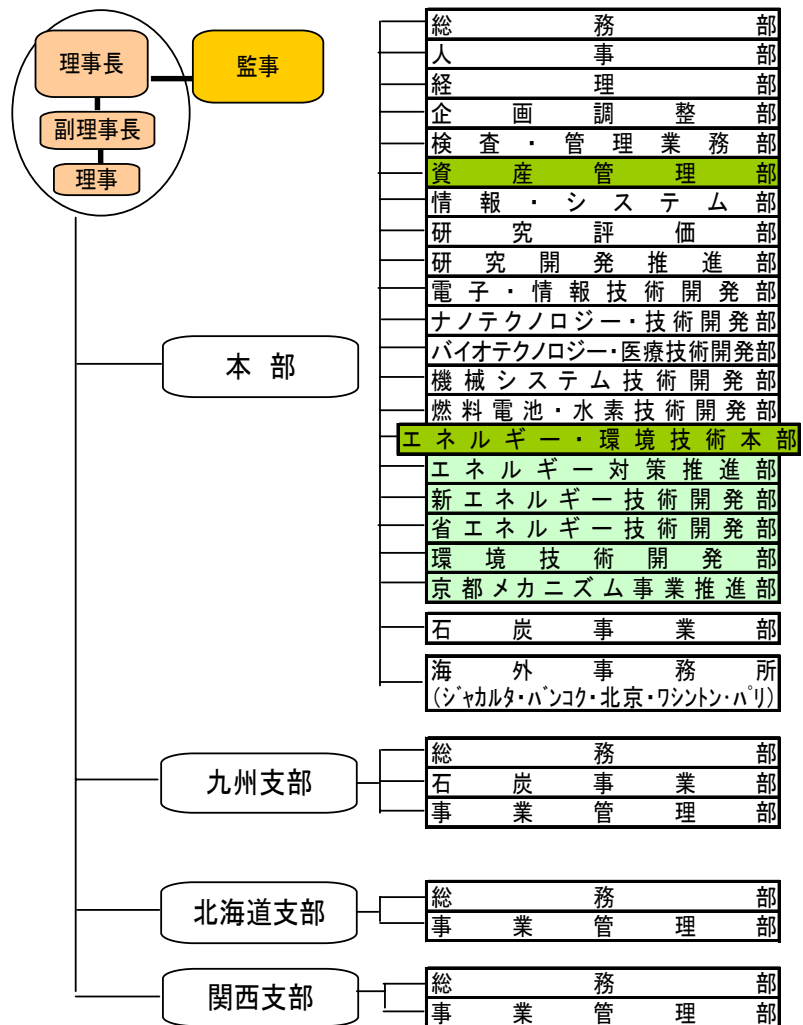 理事長
監事
副理事長
理事
本部
総務部
人事部
経理部
企画調整部
検査・管理業務部
資産管理部
情報・システム部
研究評価部
研究開発推進部
電子・情報技術開発部
ナノテクノロジー・技術開発部
バイオテクノロジー・医療技術開発部
機械システム技術開発部
燃料電池・水素技術開発部
エネルギー・環境技術本部
エネルギー対策推進部
新エネルギー技術開発部
省エネルギー技術開発部
環境技術開発部
京都メカニズム事業推進部
石炭事業部
海外事務所
(ジャカルタ・バンコク・北京・ワシントン・パリ)
九州支部
総務部
石炭事業部
事業管理部
北海道支部
総務部
事業管理部
関西支部
総務部
事業管理部